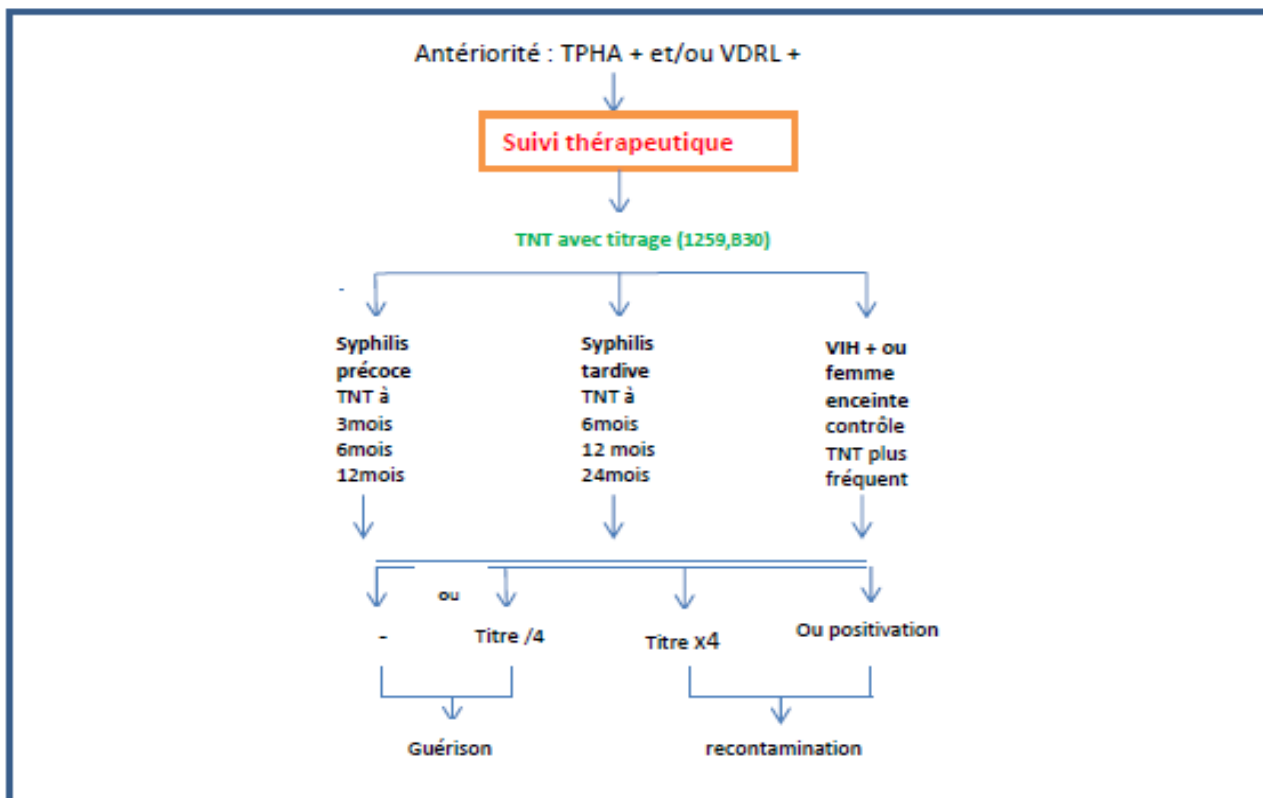 Antériorité : TPHA + et/ou VDRL +
Suivi thérapeutique
TNT avec titrage (1259,B30)
-
Syphilis
précoce
TNT à
3mois
6mois
12mois
Syphilis
tardive
TNT à
6mois
12 mois
24mois
VIH + ou
femme
enceinte
contrôle
TNT plus
fréquent
ou
-
Titre /4
Titre X4
Ou positivation
Guérison
recontamination